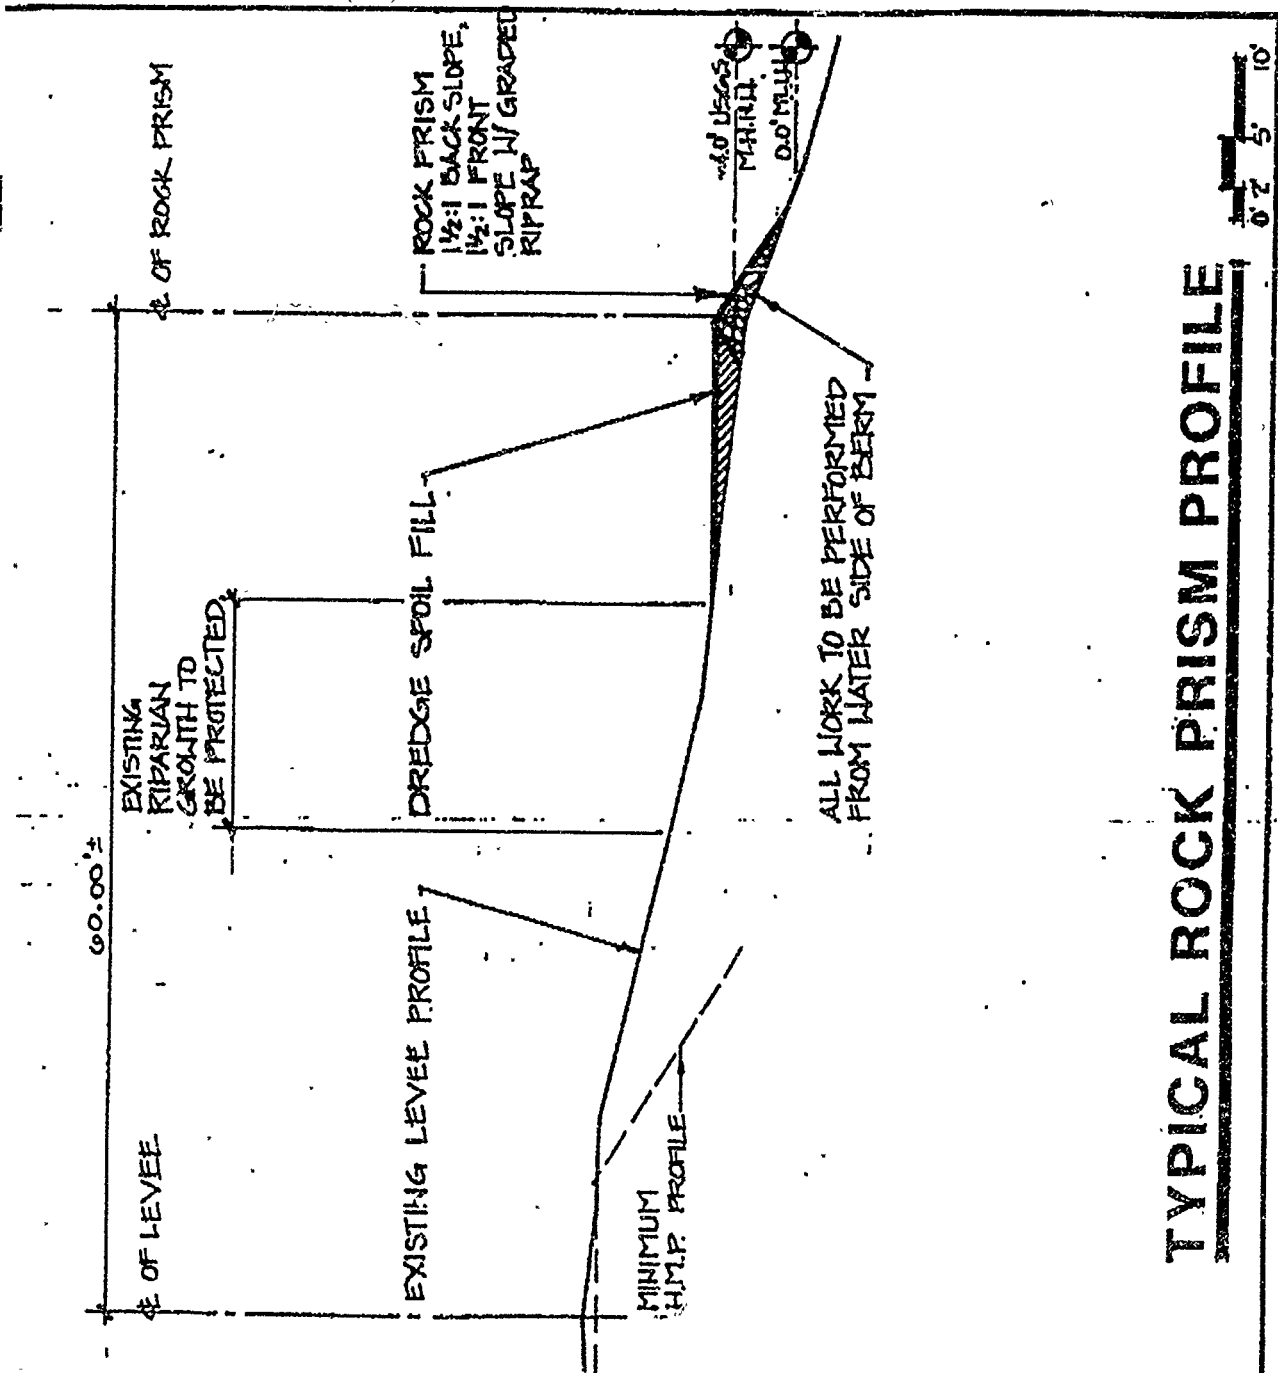 60.00'±
℄ OF LEVEE
℄ OF ROCK PRISM
EXISTING
RIPARIAN
GROWTH TO
BE PROTECTED
EXISTING LEVEE PROFILE
DREDGE SPOIL FILL
ROCK PRISM
1½:1 BACK SLOPE,
1½:1 FRONT
SLOPE W/ GRADED
RIPRAP
MINIMUM
H.M.P. PROFILE
USGS
0.0'
ALL WORK TO BE PERFORMED
FROM WATER SIDE OF BERM
TYPICAL ROCK PRISM PROFILE
0' 2' 5' 10'